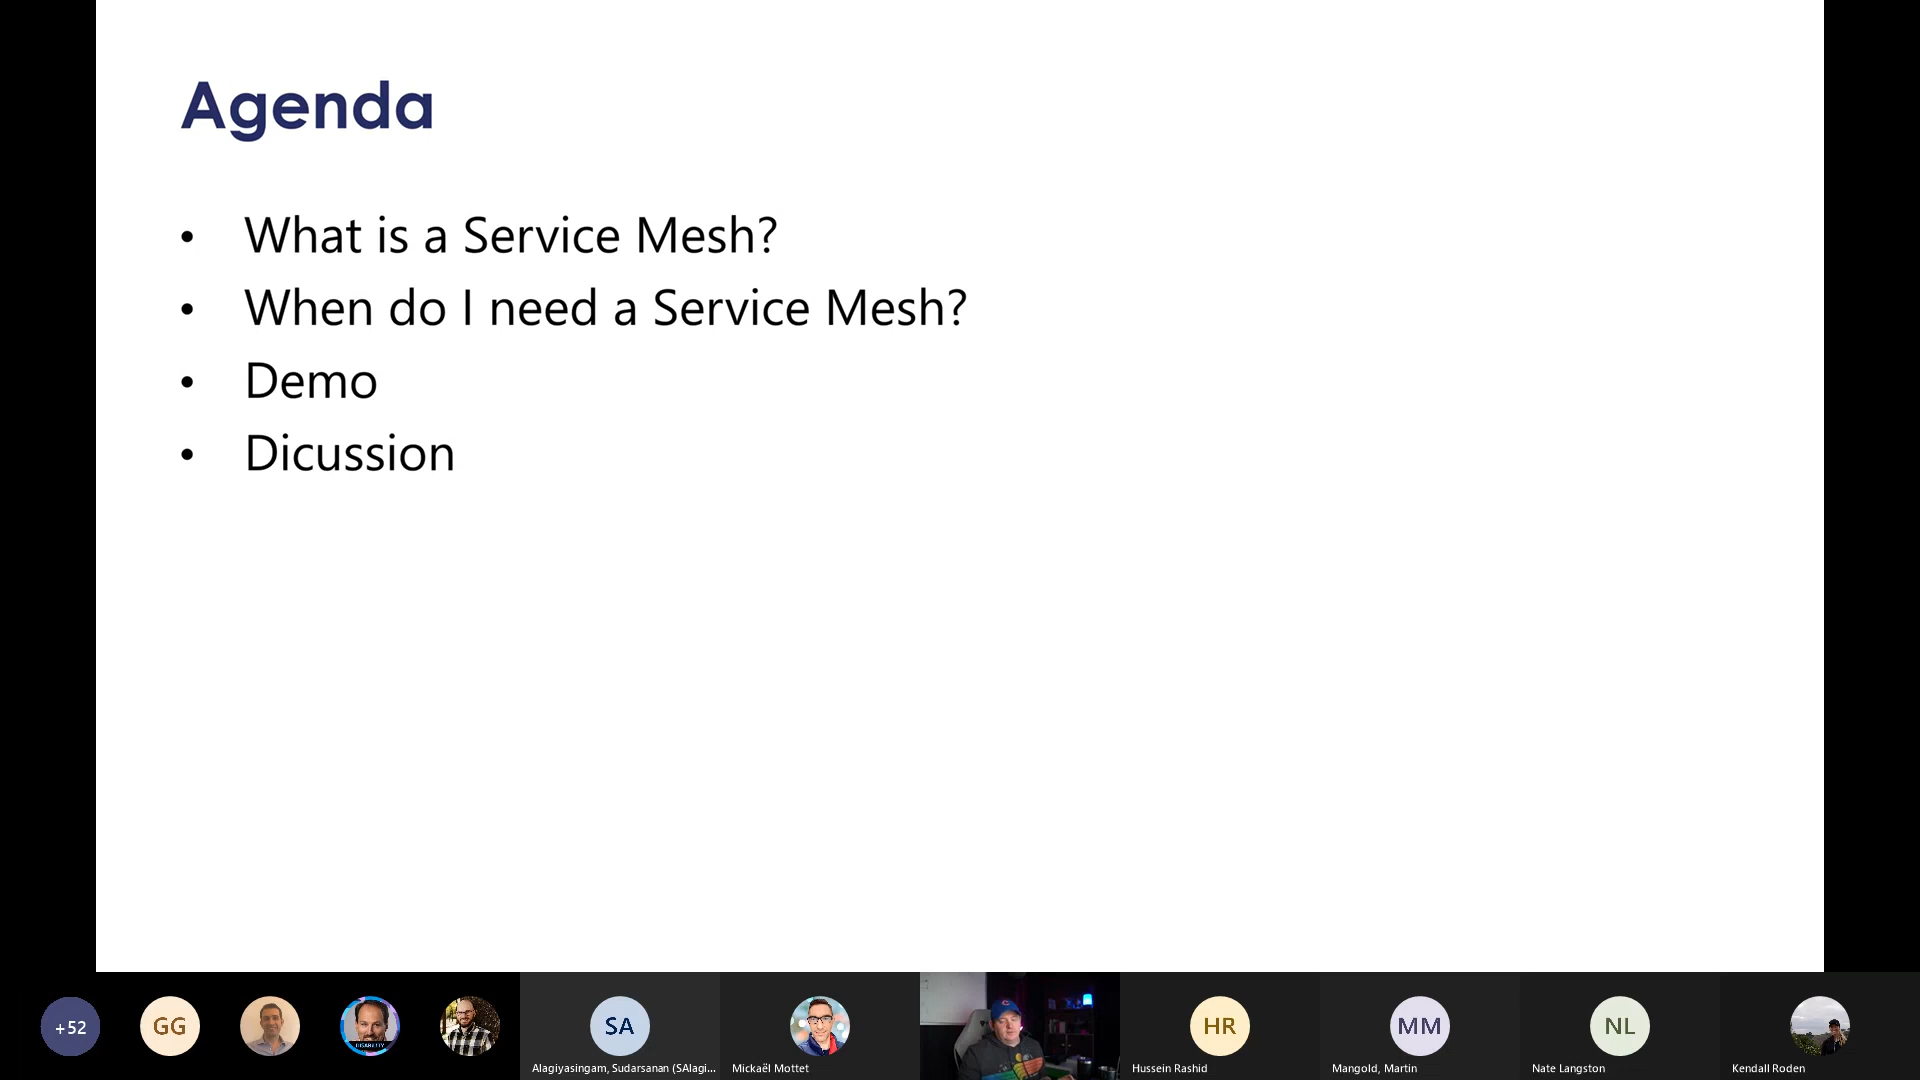 Agenda
• What is a Service Mesh?
• When do I need a Service Mesh?
• Demo
• Dicussion
+52
GG
SA
HR
MM
NL
Alagiyasingam, Sudarsanan (SAlagi...
Mickaël Mottet
Hussein Rashid
Mangold, Martin
Nate Langston
Kendall Roden